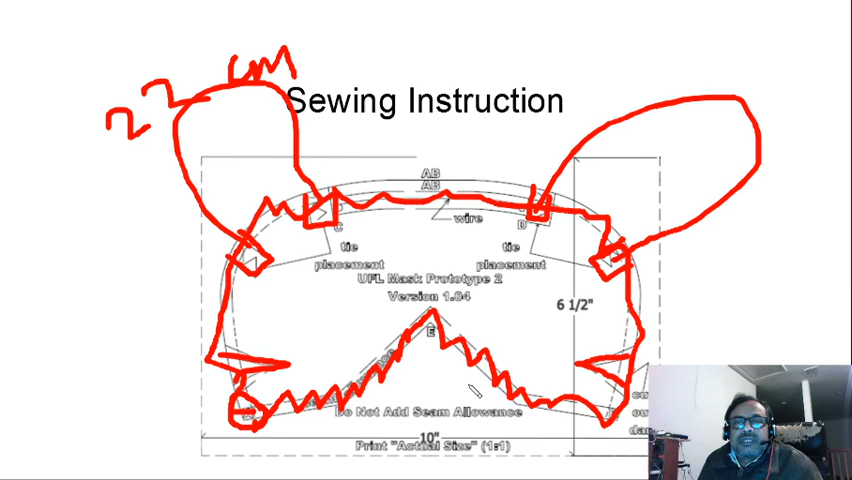 22 CM
Sewing Instruction
AB
AB
wire
C D
tie tie
placement placement
UFL Mask Prototype 2
Version 1.04
6 1/2"
E
Do Not Add Seam Allowance
10"
Print "Actual Size" (1:1)